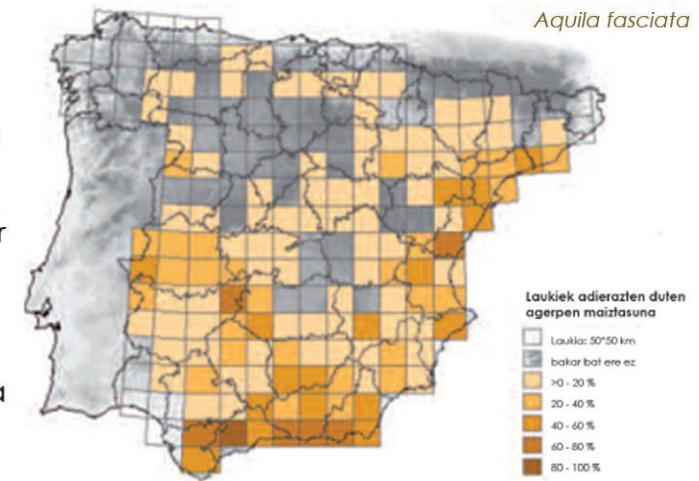 Aquila fasciata
r
a
Laukiek adierazten duten
agerpen maiztasuna
Laukia: 50*50 km
bakar bat ere ez
>0 - 20 %
20 - 40 %
40 - 60 %
60 - 80 %
80 - 100 %